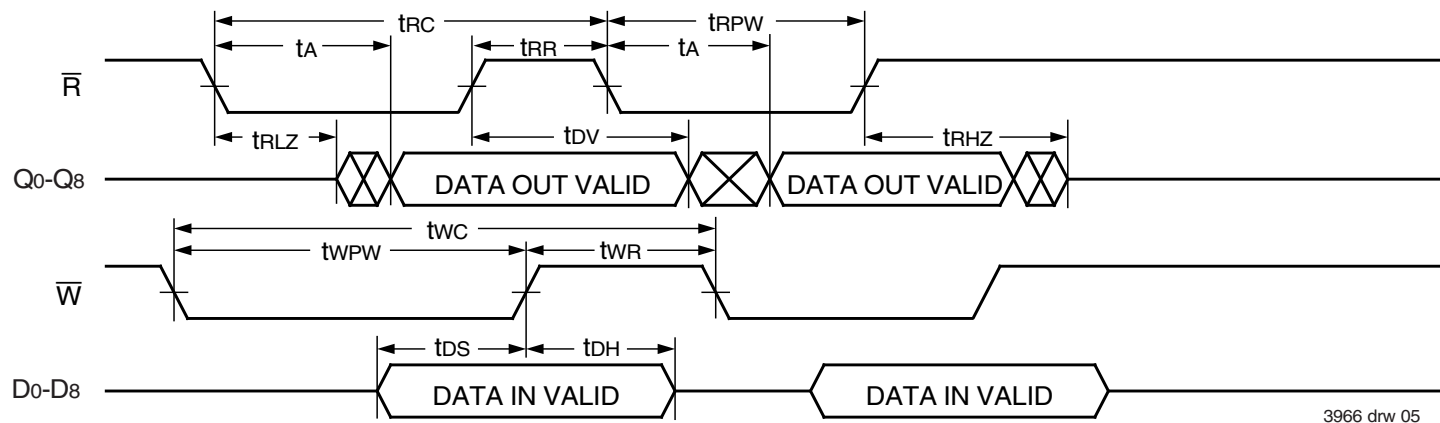 tRC tRPW
tA tRR tA
R̅
tRLZ tDV tRHZ
Q0-Q8 DATA OUT VALID DATA OUT VALID
tWC
tWPW tWR
W̅
tDS tDH
D0-D8 DATA IN VALID DATA IN VALID
3966 drw 05